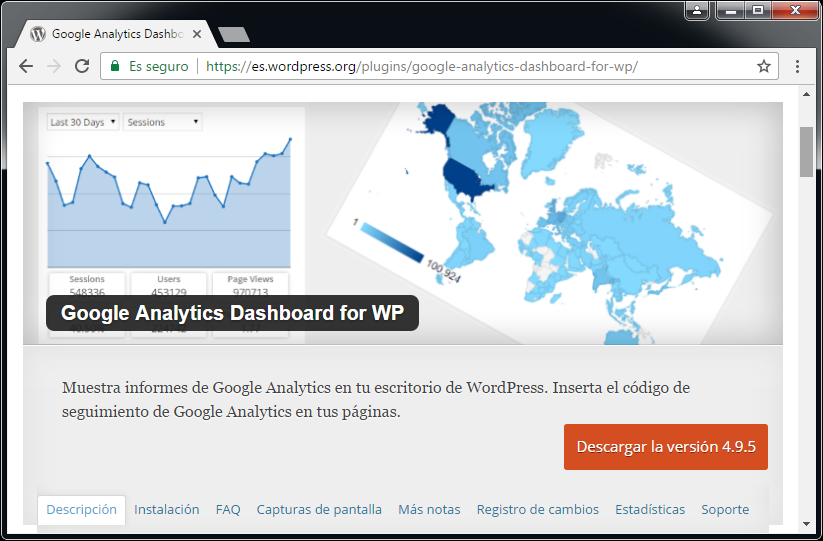 Google Analytics Dashbo
Es seguro
https://es.wordpress.org/plugins/google-analytics-dashboard-for-wp/
Last 30 Days Sessions
1
100 924
Sessions Users Page Views
548336 453129 970713
Google Analytics Dashboard for WP
Muestra informes de Google Analytics en tu escritorio de WordPress. Inserta el código de
seguimiento de Google Analytics en tus páginas.
Descargar la versión 4.9.5
Descripción Instalación FAQ Capturas de pantalla Más notas Registro de cambios Estadísticas Soporte